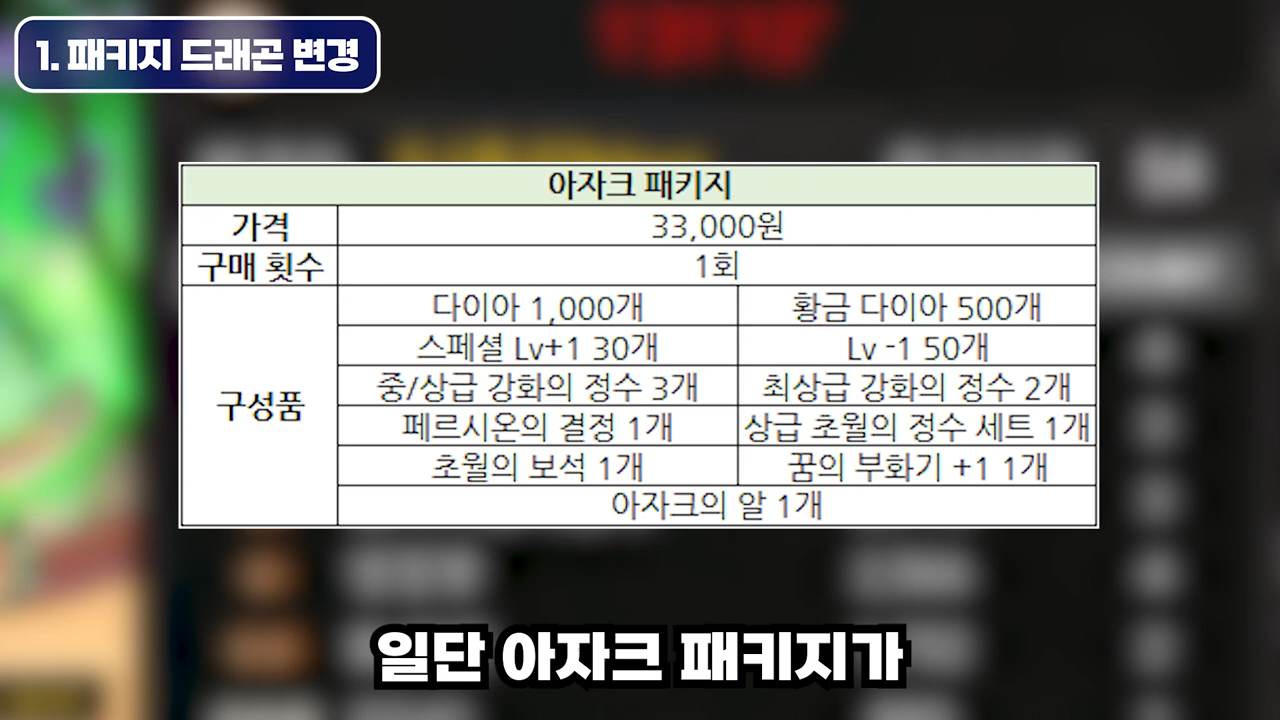 1. 패키지 드래곤 변경
아자크 패키지
가격 33,000원
구매 횟수 1회
구성품
다이아 1,000개 황금 다이아 500개
스페셜 Lv+1 30개 Lv -1 50개
중/상급 강화의 정수 3개 최상급 강화의 정수 2개
페르시온의 결정 1개 상급 초월의 정수 세트 1개
초월의 보석 1개 꿈의 부화기 +1 1개
아자크의 알 1개
일단 아자크 패키지가